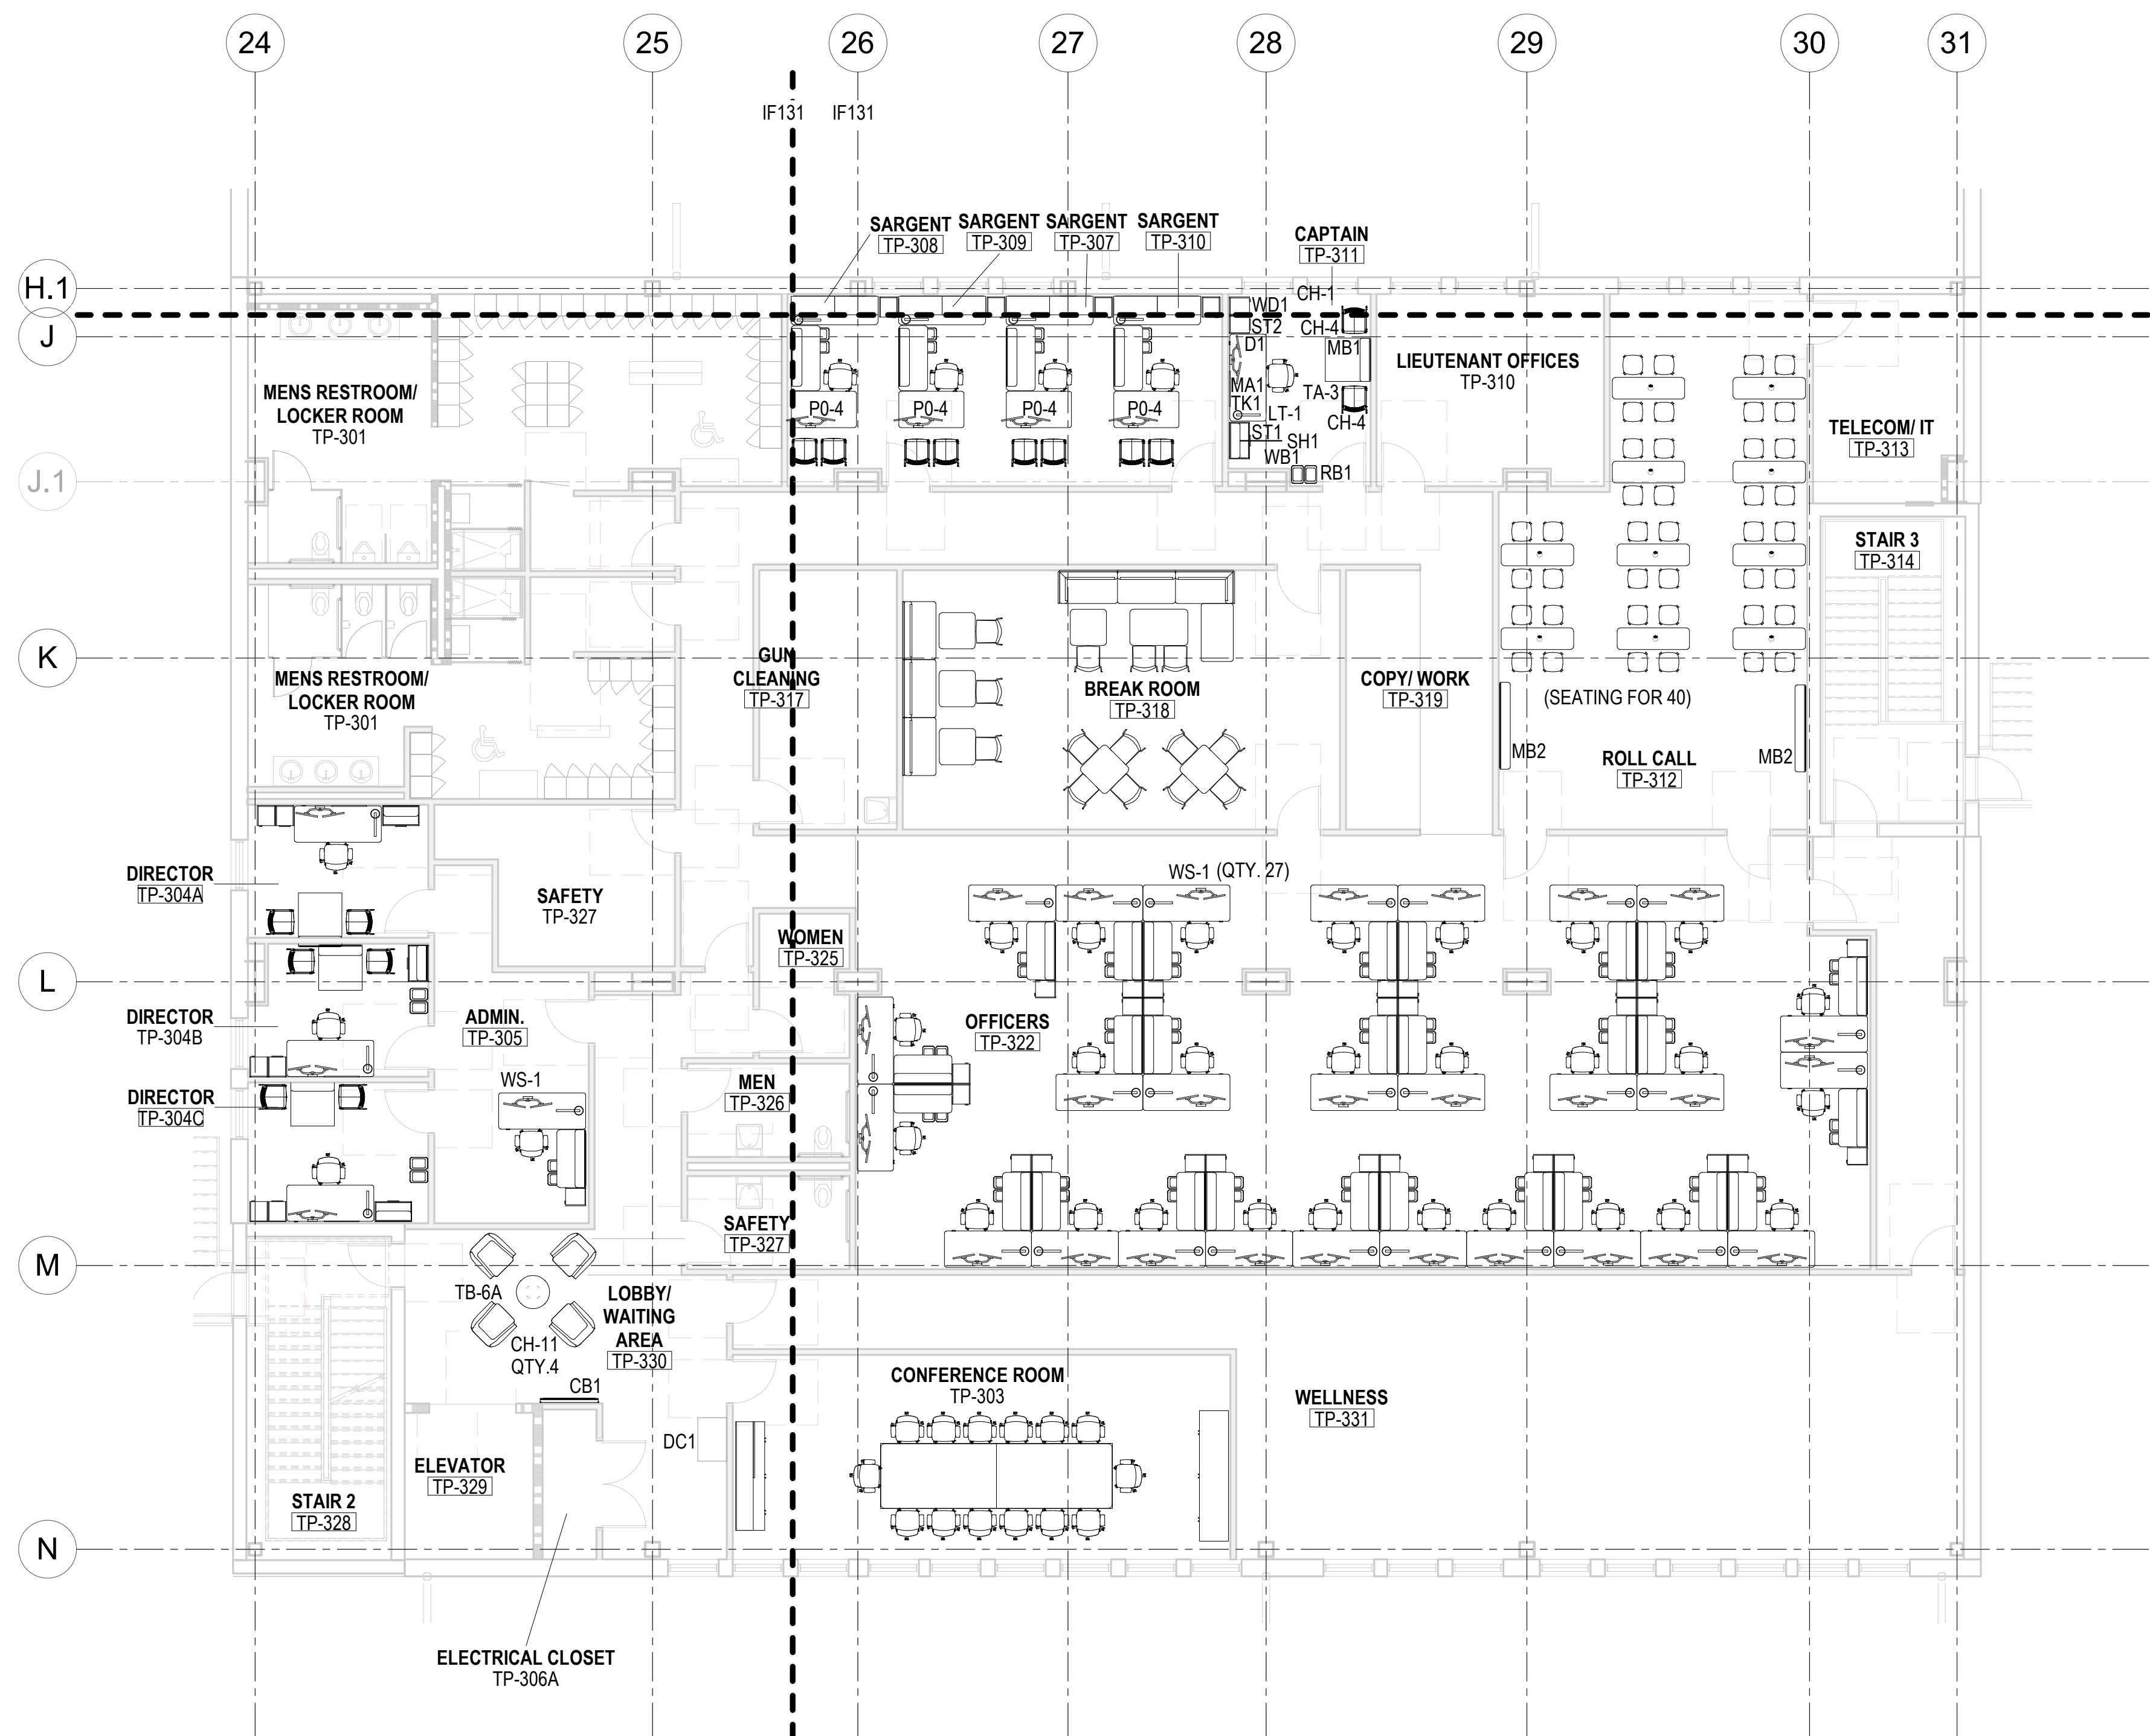 24
25
26
27
28
29
30
31
IF131
IF131
SARGENT
TP-308
SARGENT
TP-309
SARGENT
TP-307
SARGENT
TP-310
CAPTAIN
TP-311
H.1
J
J.1
K
L
M
N
WD1
CH-1
ST2
CH-4
D1
MB1
MA1
TK1
TA-3
LT-1
CH-4
ST1
SH1
WB1
RB1
P0-4
P0-4
P0-4
P0-4
MENS RESTROOM/
LOCKER ROOM
TP-301
LIEUTENANT OFFICES
TP-310
TELECOM/ IT
TP-313
STAIR 3
TP-314
MENS RESTROOM/
LOCKER ROOM
TP-301
GUN
CLEANING
TP-317
BREAK ROOM
TP-318
COPY/ WORK
TP-319
(SEATING FOR 40)
MB2
ROLL CALL
TP-312
MB2
DIRECTOR
TP-304A
SAFETY
TP-327
WS-1 (QTY. 27)
WOMEN
TP-325
DIRECTOR
TP-304B
ADMIN.
TP-305
OFFICERS
TP-322
WS-1
DIRECTOR
TP-304C
MEN
TP-326
SAFETY
TP-327
TB-6A
LOBBY/
WAITING
AREA
TP-330
CH-11
QTY.4
CB1
CONFERENCE ROOM
TP-303
WELLNESS
TP-331
DC1
ELEVATOR
TP-329
STAIR 2
TP-328
ELECTRICAL CLOSET
TP-306A